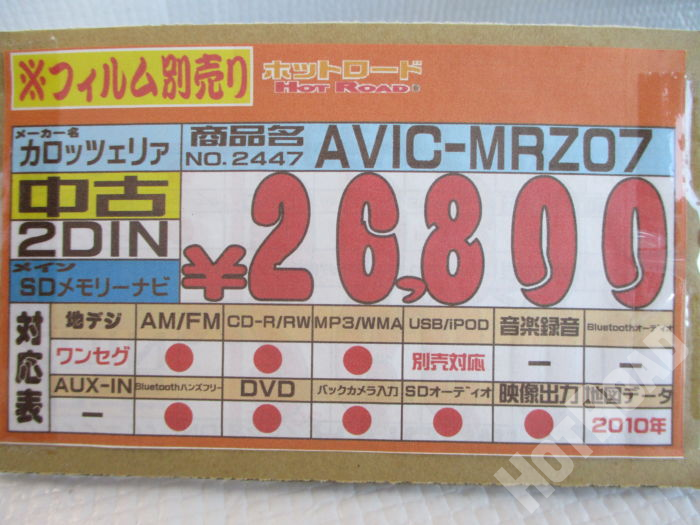 ※フィルム別売り
ホットロード
HOT ROAD
メーカー名
カロッツェリア
商品名
NO.2447
AVIC-MRZ07
中古
2DIN
メイン
SDメモリーナビ
¥26,800
対応表
地デジ AM/FM CD-R/RW MP3/WMA USB/iPOD 音楽録音 Bluetoothオーディオ
ワンセグ ● ● ● 別売対応 ー ー
AUX-IN Bluetoothハンズフリー DVD バックカメラ入力 SDオーディオ 映像出力 地図データ
ー ● ● ● ● ● 2010年
HOT ROAD